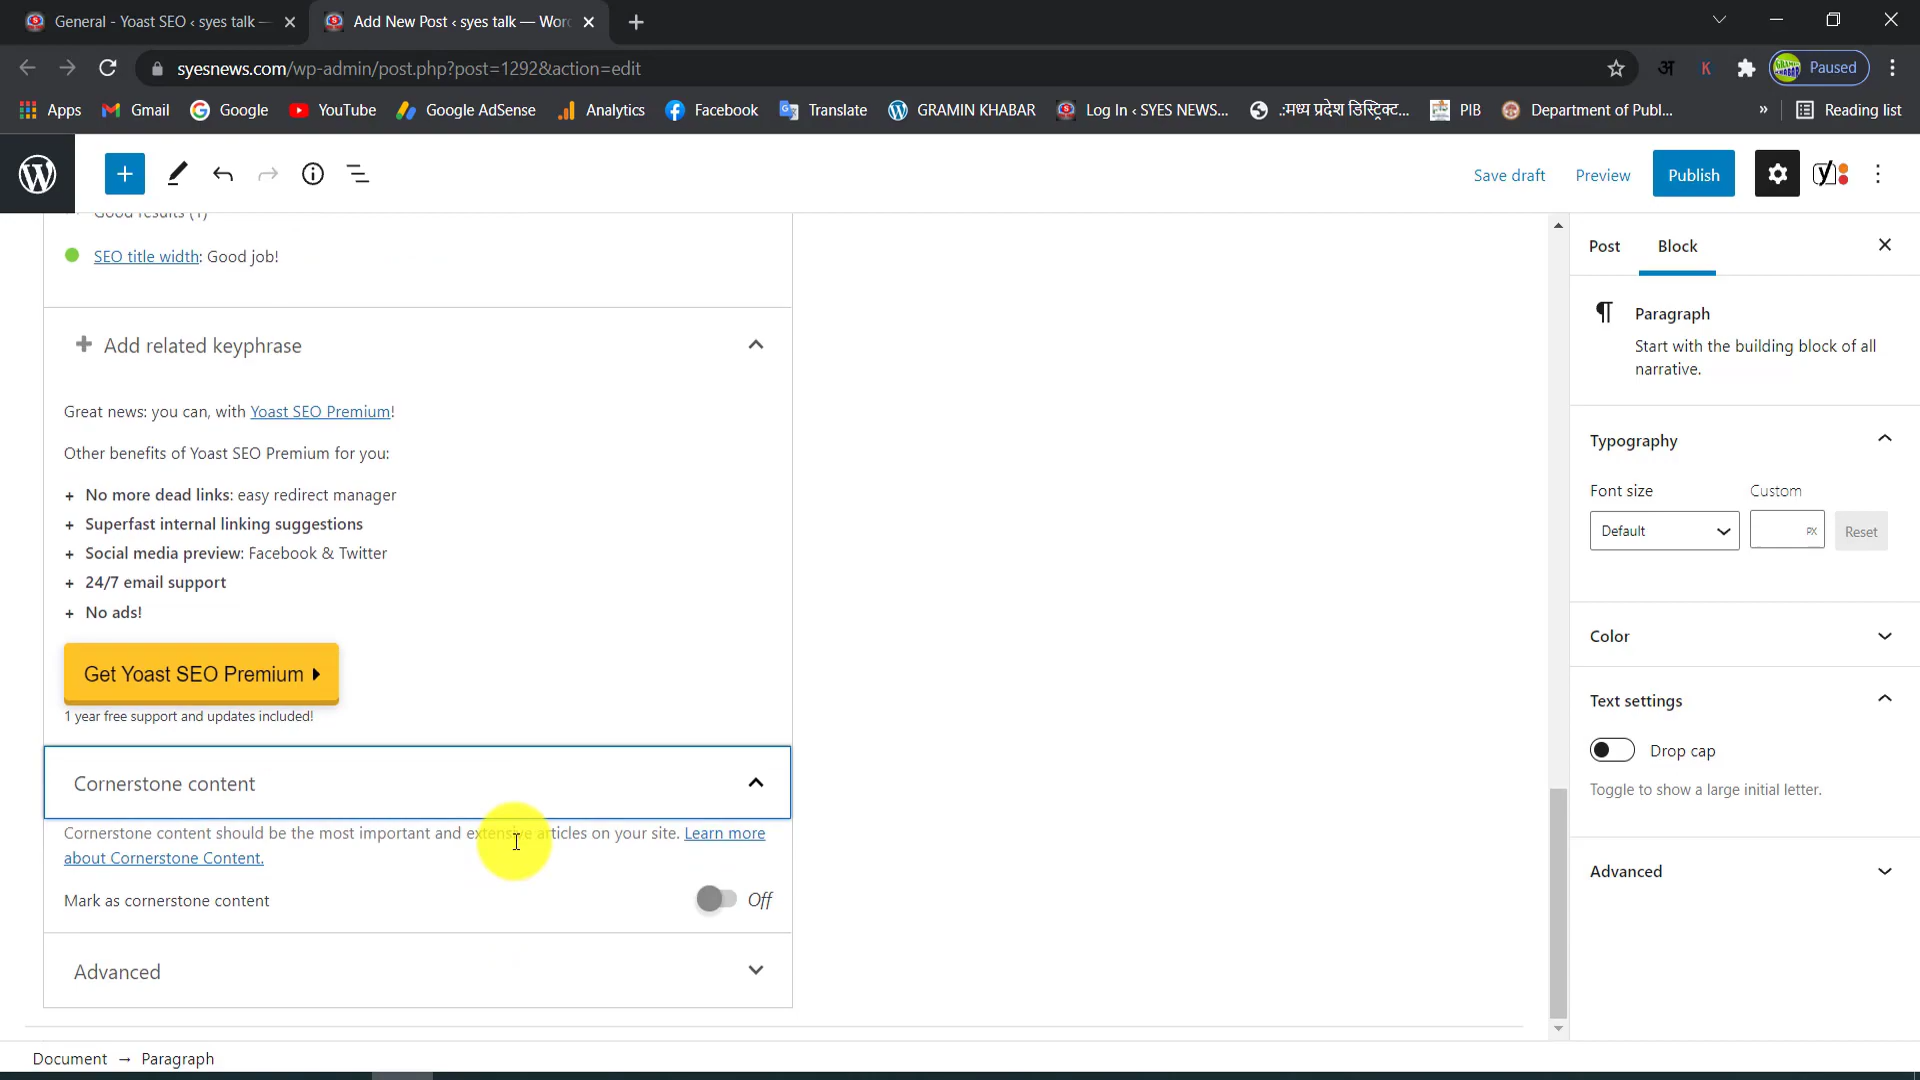 General - Yoast SEO ‹ syes talk —
Add New Post ‹ syes talk — Word
syesnews.com/wp-admin/post.php?post=1292&action=edit
अ
K
Paused
Apps
Gmail
Google
YouTube
Google AdSense
Analytics
Facebook
Translate
GRAMIN KHABAR
Log In ‹ SYES NEWS...
.:मध्य प्रदेश डिस्ट्रिक्ट...
PIB
Department of Publ...
»
Reading list
Save draft
Preview
Publish
Good results (1)
SEO title width: Good job!
Add related keyphrase
Great news: you can, with Yoast SEO Premium!
Other benefits of Yoast SEO Premium for you:
+ No more dead links: easy redirect manager
+ Superfast internal linking suggestions
+ Social media preview: Facebook & Twitter
+ 24/7 email support
+ No ads!
Get Yoast SEO Premium
1 year free support and updates included!
Cornerstone content
Cornerstone content should be the most important and extensive articles on your site. Learn more
about Cornerstone Content.
Mark as cornerstone content
Off
Advanced
Document → Paragraph
Post
Block
Paragraph
Start with the building block of all
narrative.
Typography
Font size
Custom
Default
PX
Reset
Color
Text settings
Drop cap
Toggle to show a large initial letter.
Advanced